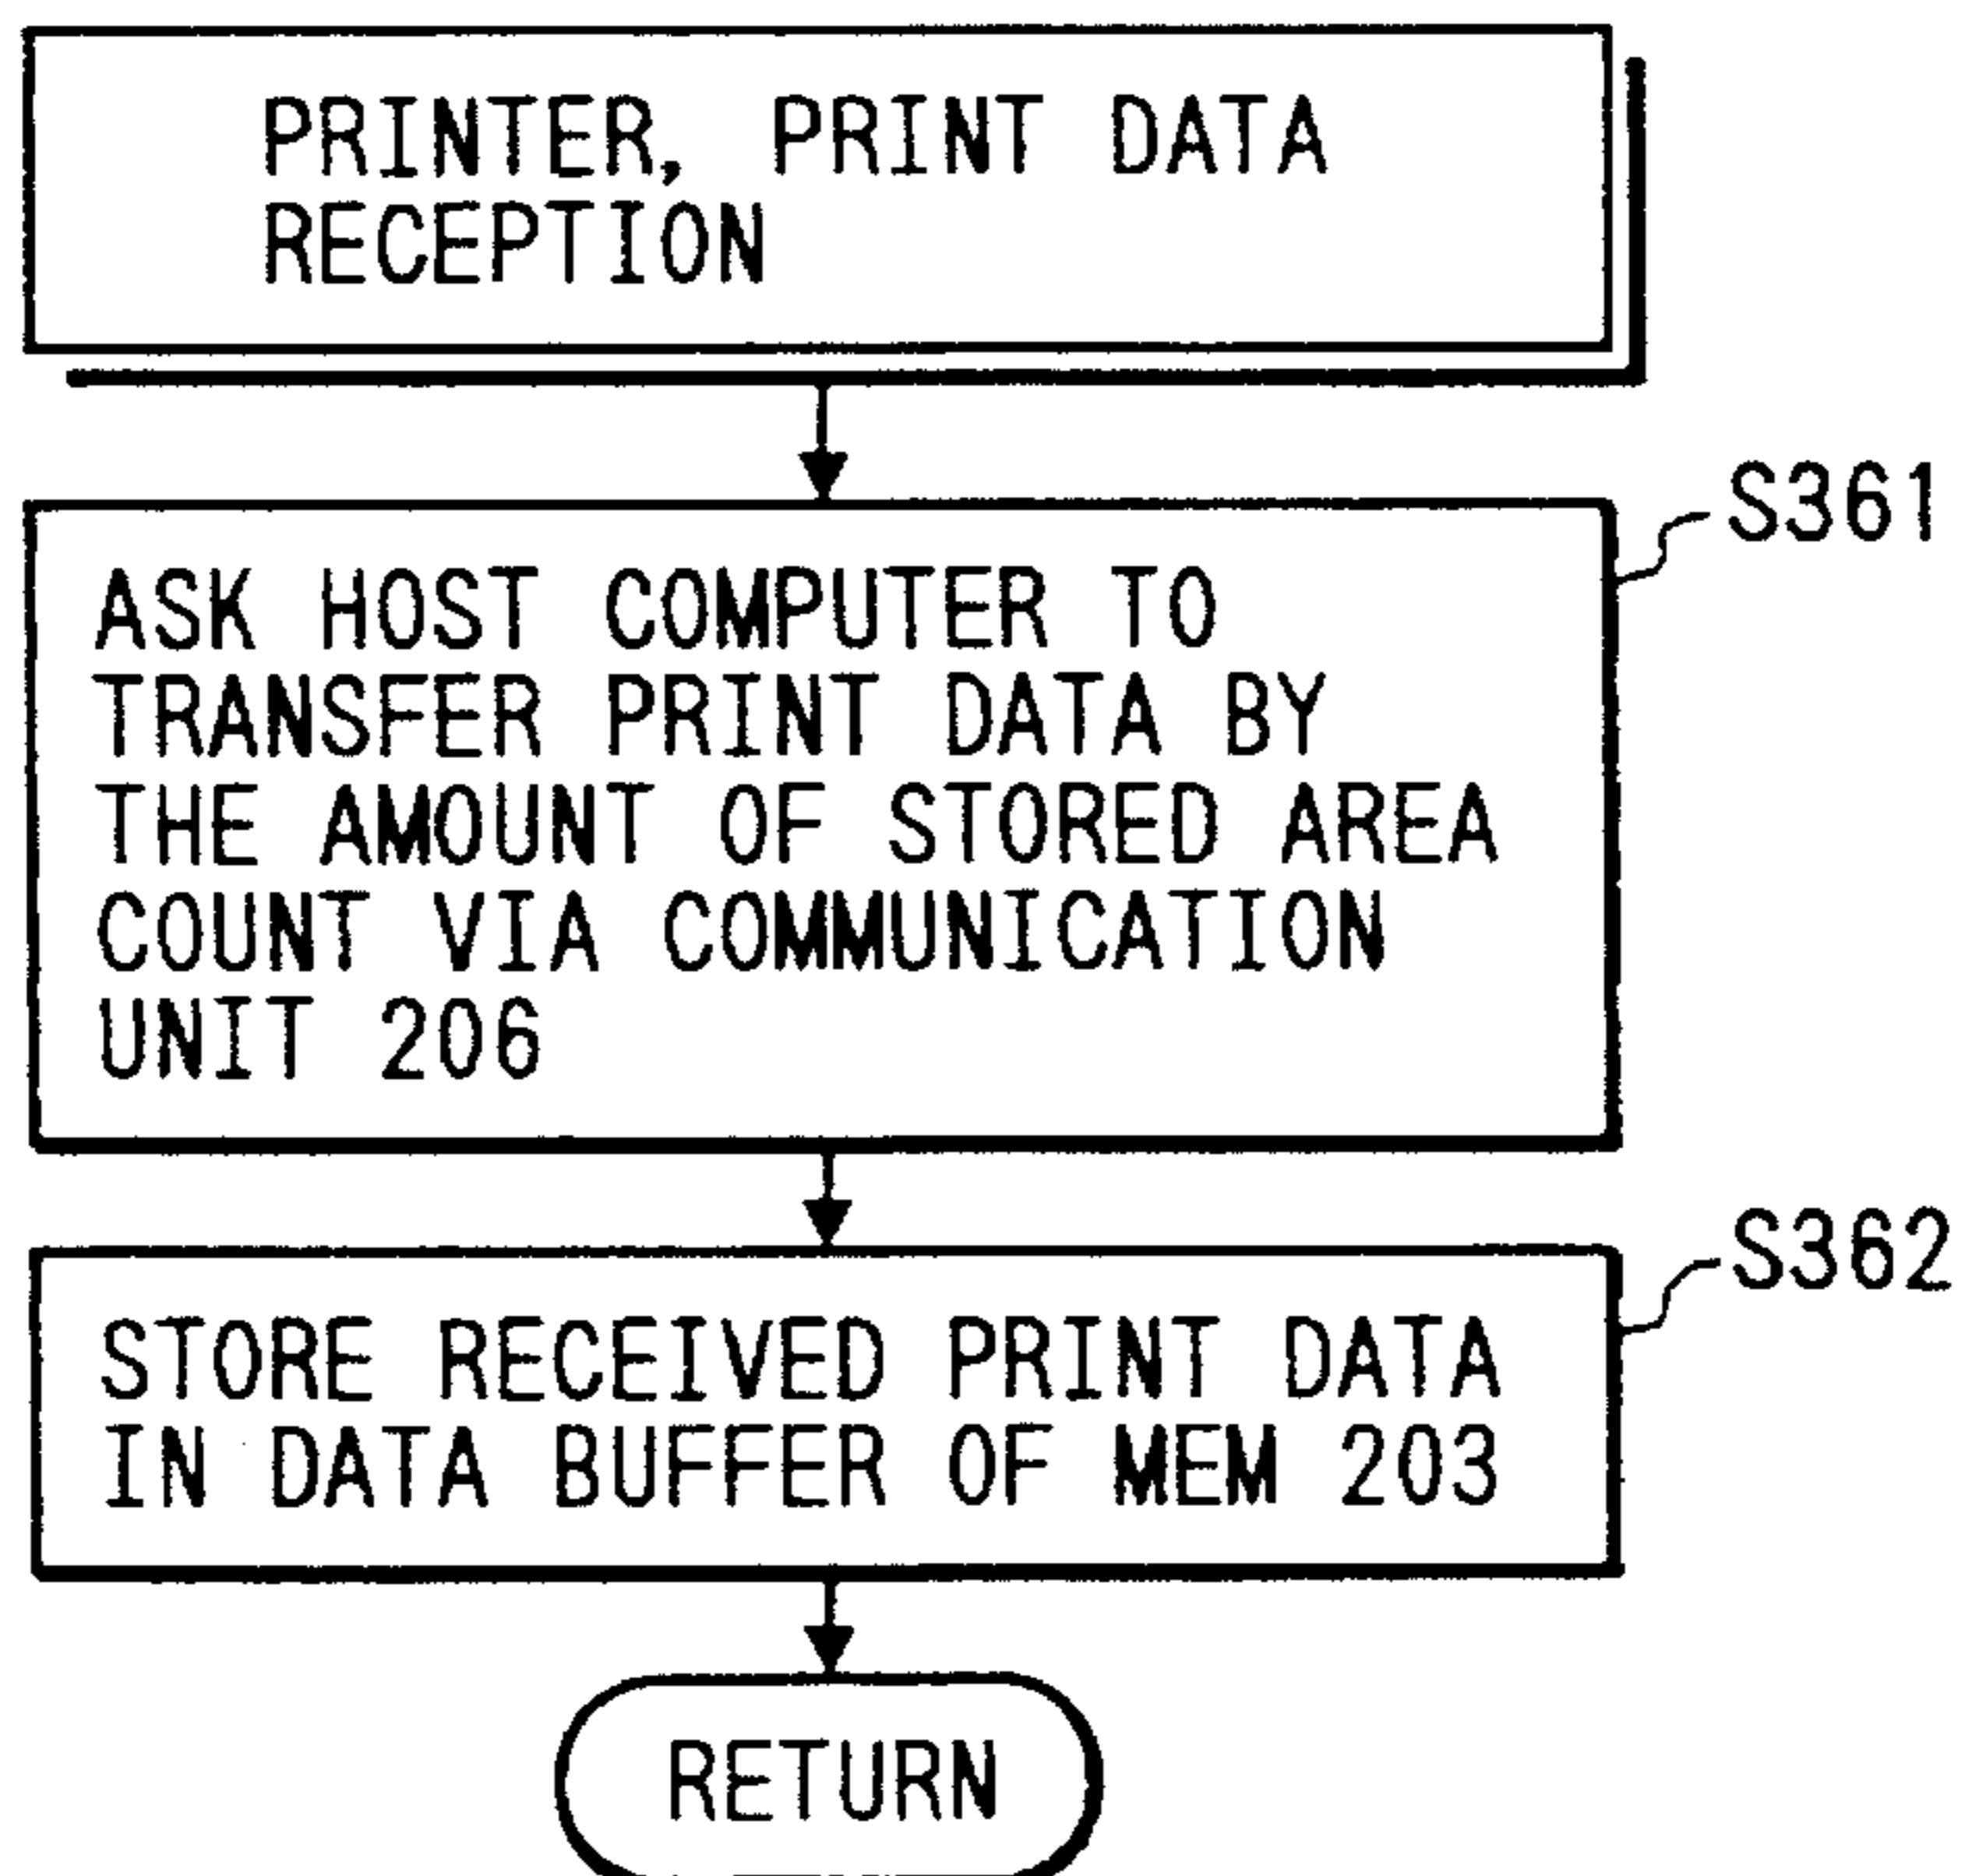 PRINTER, PRINT DATA
RECEPTION
S361
ASK HOST COMPUTER TO
TRANSFER PRINT DATA BY
THE AMOUNT OF STORED AREA
COUNT VIA COMMUNICATION
UNIT 206
S362
STORE RECEIVED PRINT DATA
IN DATA BUFFER OF MEM 203
RETURN